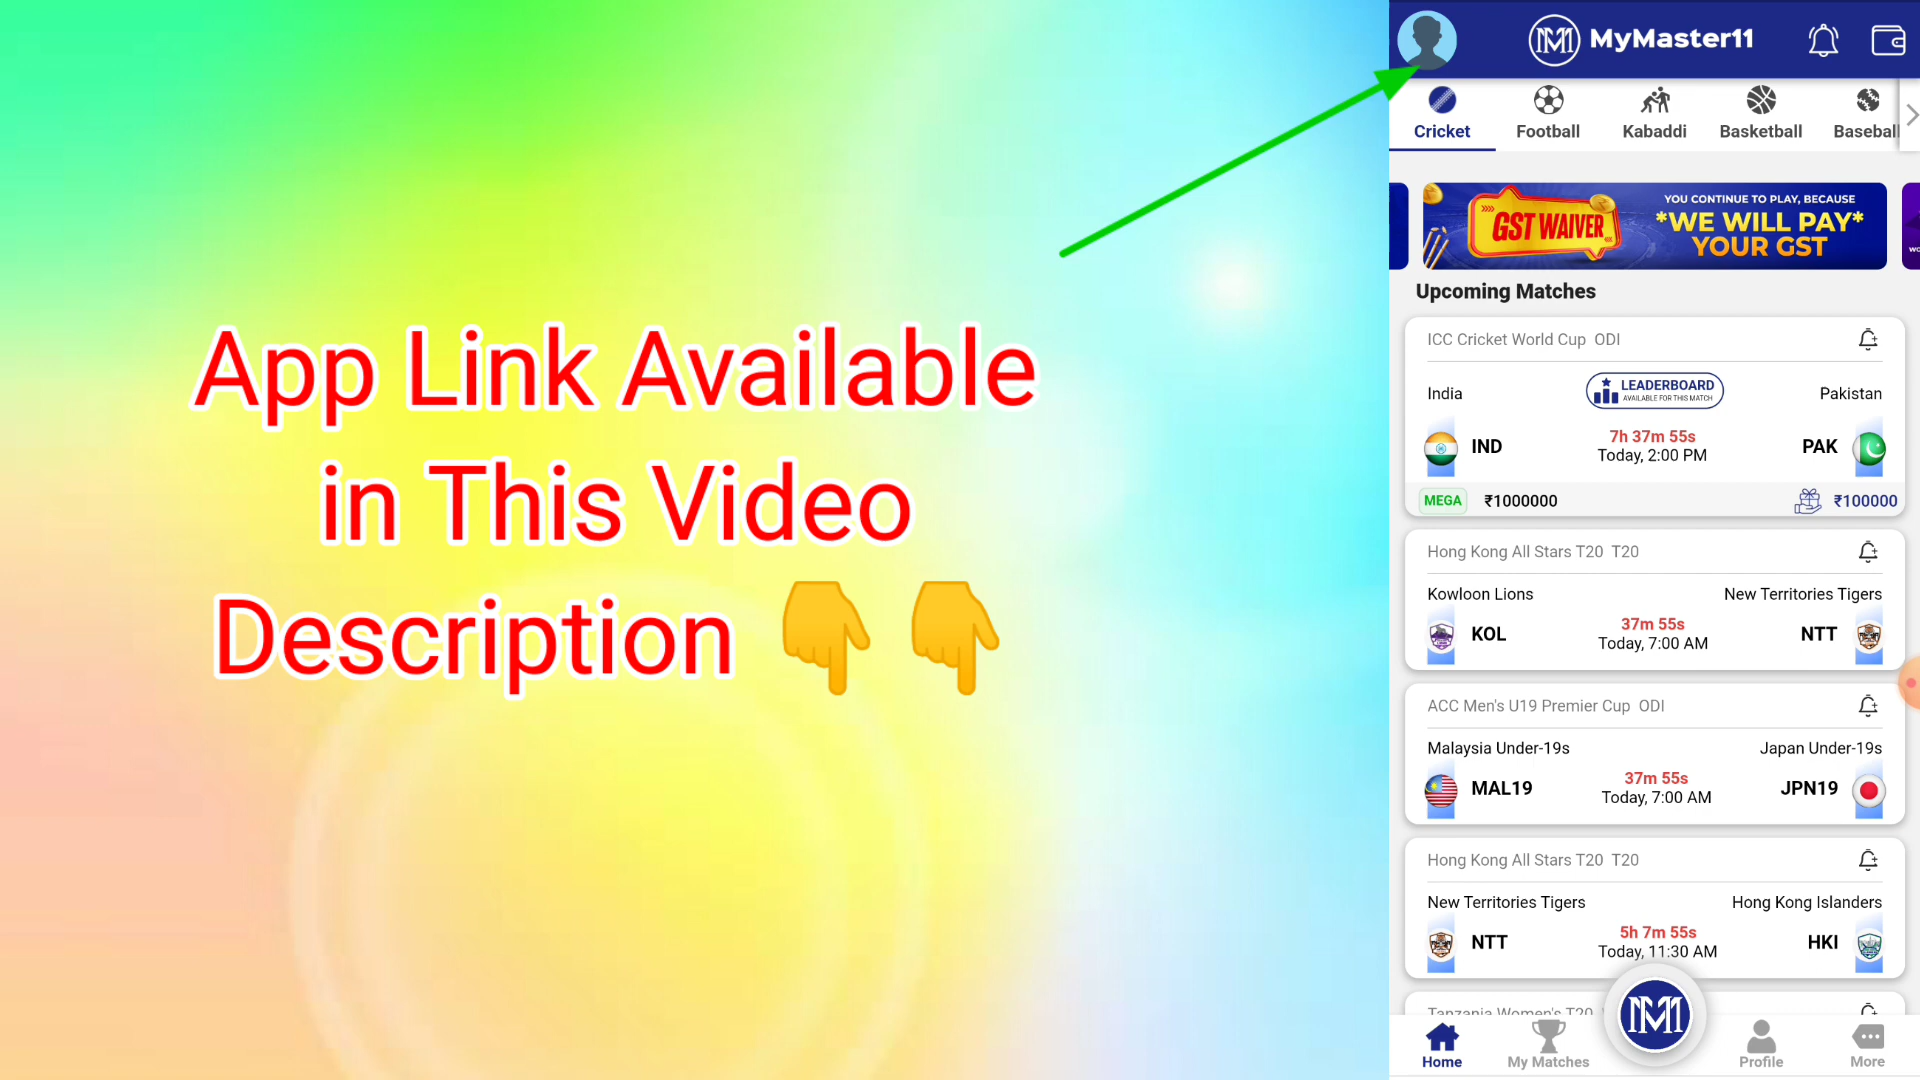 App Link Available
in This Video
Description 👇 👇
MyMaster11
Cricket
Football
Kabaddi
Basketball
Baseball
GST WAIVER
YOU CONTINUE TO PLAY, BECAUSE
*WE WILL PAY*
YOUR GST
Upcoming Matches
ICC Cricket World Cup ODI
India
LEADERBOARD
AVAILABLE FOR THIS MATCH
Pakistan
IND
7h 37m 55s
Today, 2:00 PM
PAK
MEGA ₹1000000
₹100000
Hong Kong All Stars T20 T20
Kowloon Lions
New Territories Tigers
KOL
37m 55s
Today, 7:00 AM
NTT
ACC Men's U19 Premier Cup ODI
Malaysia Under-19s
Japan Under-19s
MAL19
37m 55s
Today, 7:00 AM
JPN19
Hong Kong All Stars T20 T20
New Territories Tigers
Hong Kong Islanders
NTT
5h 7m 55s
Today, 11:30 AM
HKI
Tanzania Women's T20
Home
My Matches
Profile
More